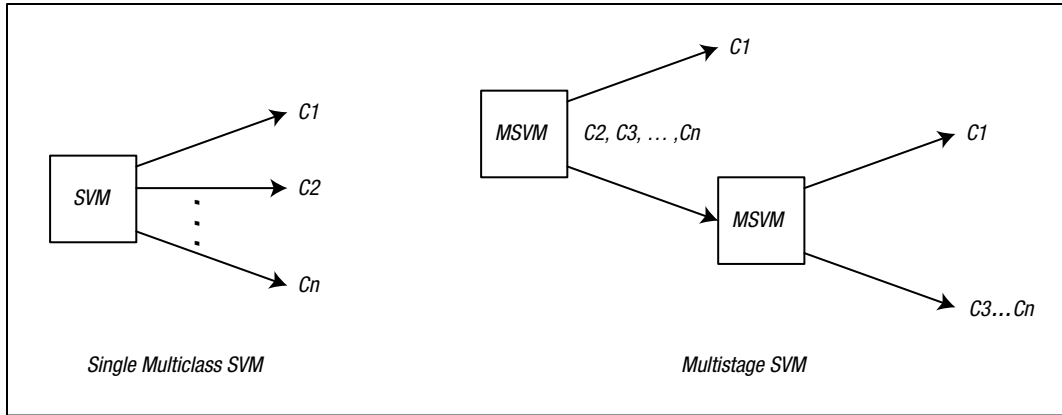 C1
SVM
C2
Cn
Single Multiclass SVM
C1
MSVM
C2, C3, ... ,Cn
C1
MSVM
C3...Cn
Multistage SVM